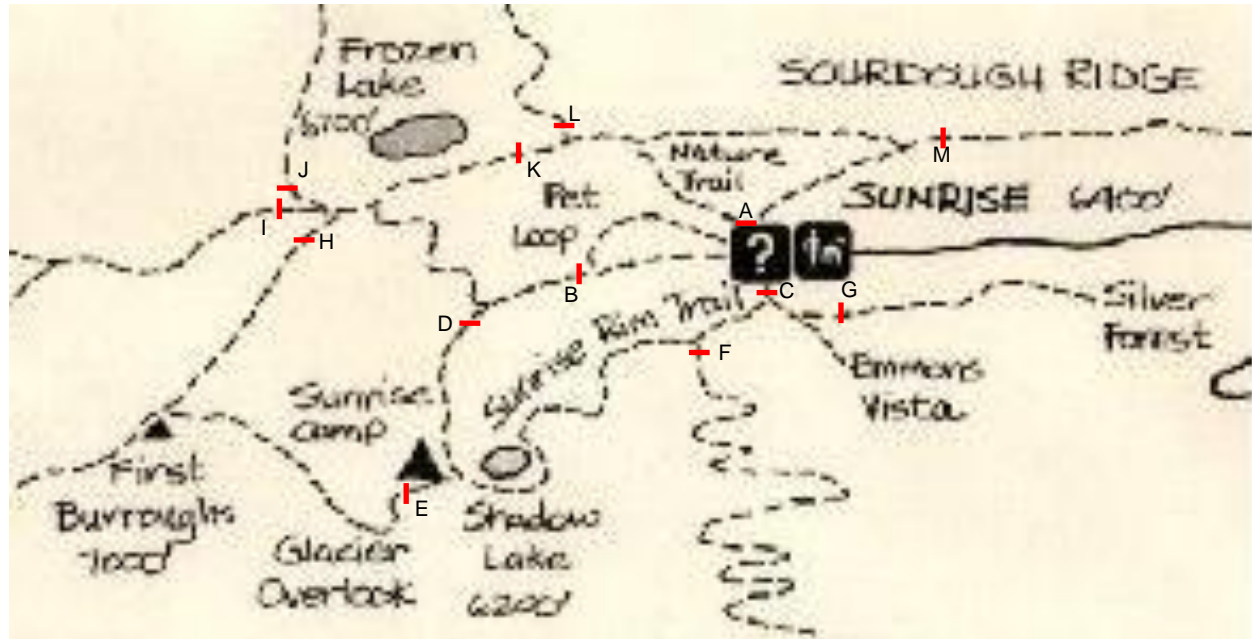 Frozen
Lake
6700'
SOURDOUGH RIDGE
L
K
M
Nature
Trail
J
I
H
Pet
Loop
A
SUNRISE 6400'
?
B
C
G
D
Sunrise Rim Trail
F
Silver
Forest
Emmons
Vista
Sunrise
Camp
E
First
Burroughs
7000'
Glacier
Overlook
Shadow
Lake
6200'